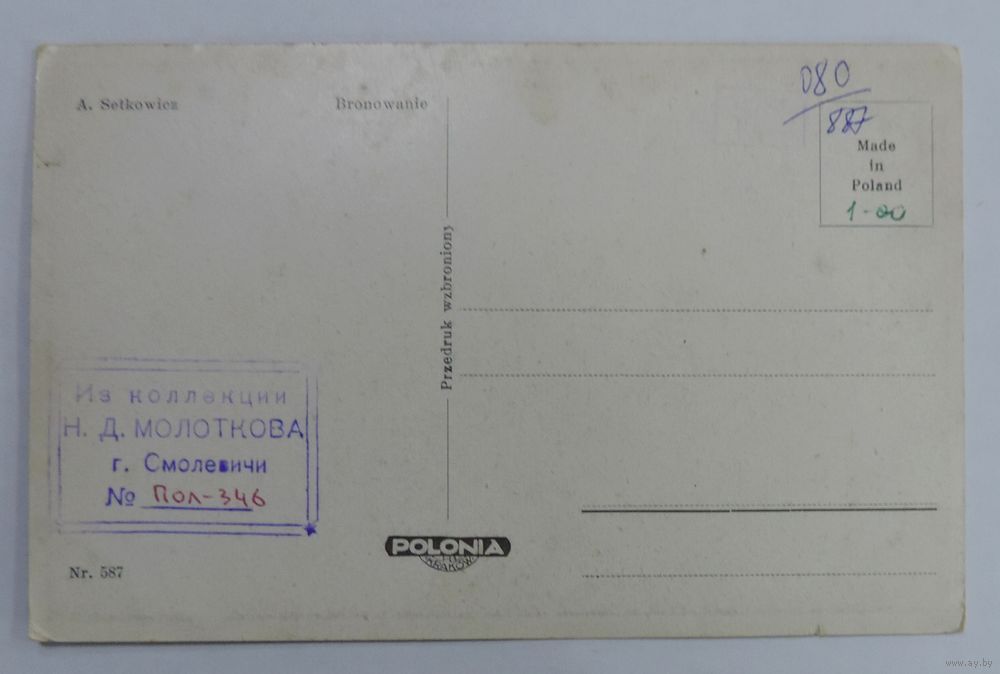 A. Setkowicz
Bronowanie
080
887
Made
in
Poland
1-00
Przedruk wzbroniony
Из коллекции
Н. Д. МОЛОТКОВА
г. Смолевичи
№ Пол-346
POLONIA
KRAKÓW
Nr. 587
www.ay.by